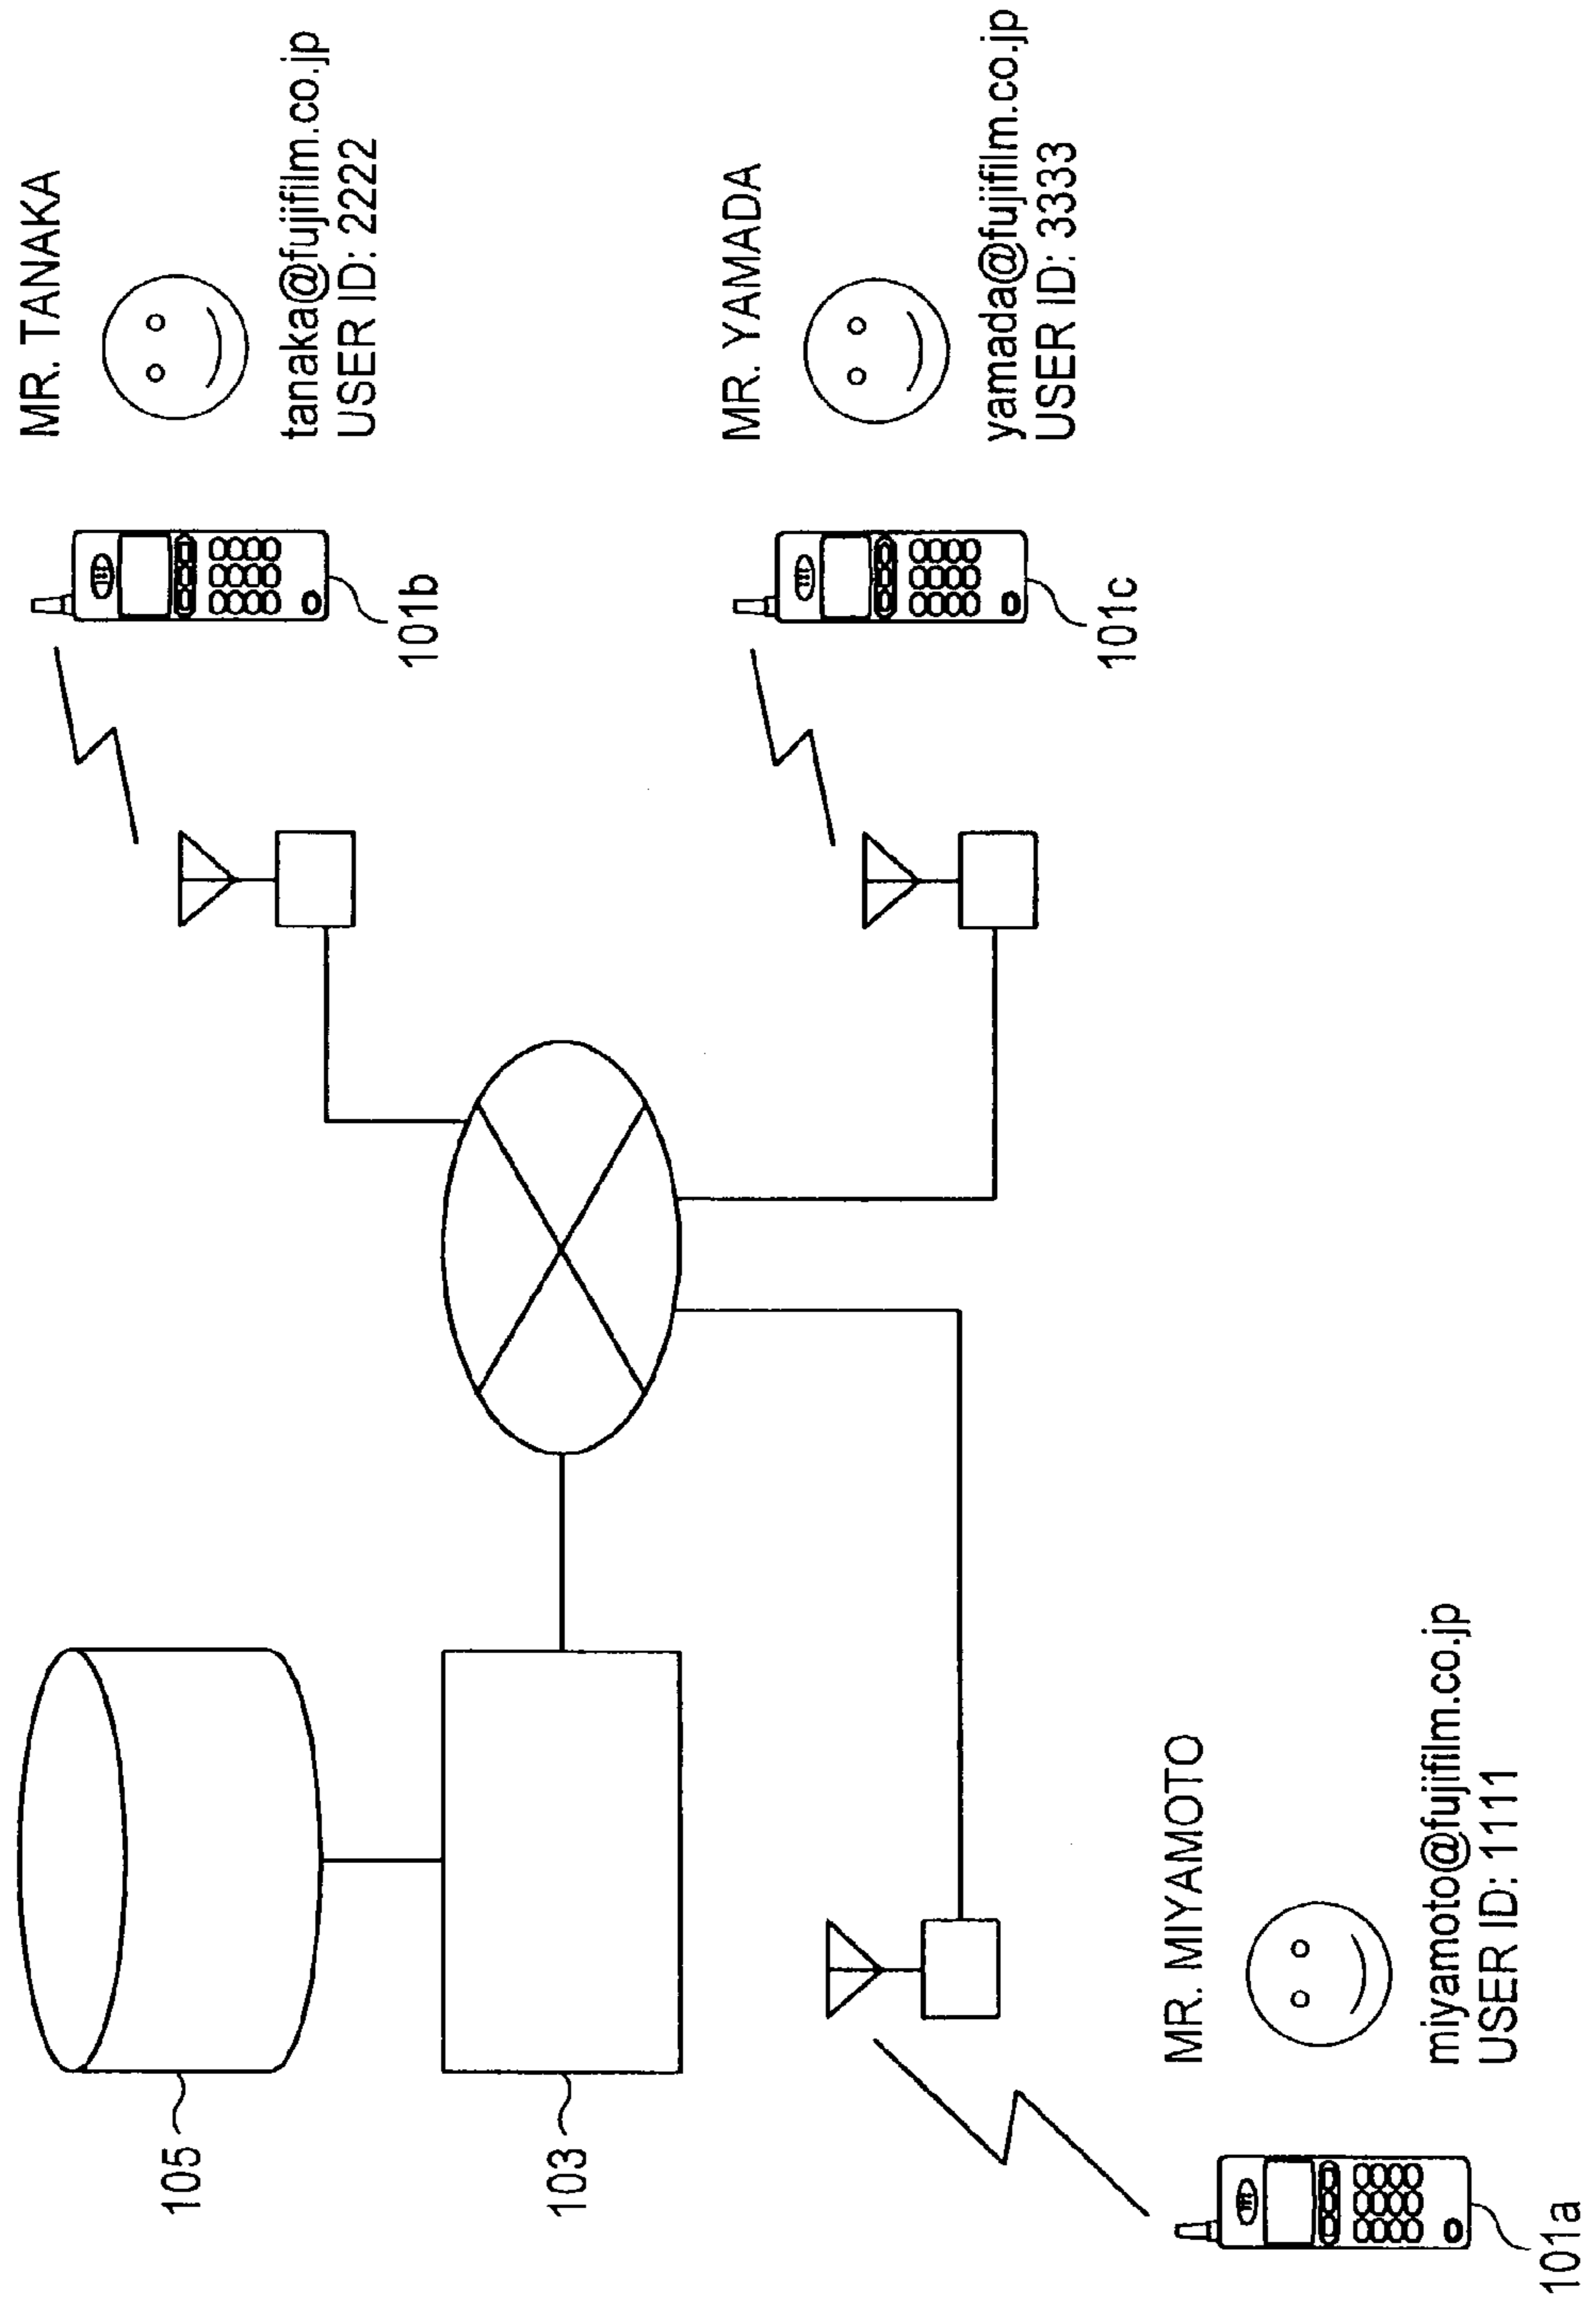 MR. TANAKA
tanaka@fujifilm.co.jp
USER ID: 2222
101b
MR. YAMADA
yamada@fujifilm.co.jp
USER ID: 3333
101c
105
103
MR. MIYAMOTO
miyamoto@fujifilm.co.jp
USER ID: 1111
101a